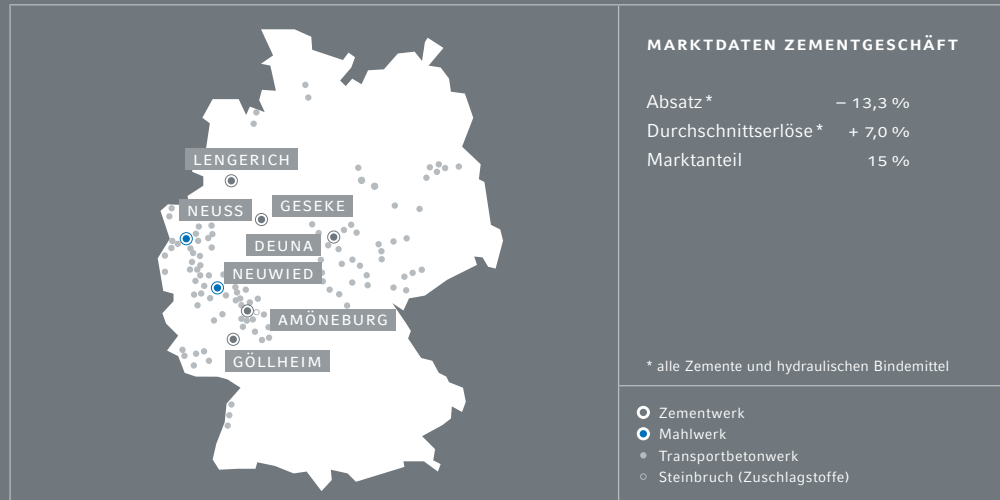 LENGERICH
NEUSS
GESEKE
DEUNA
NEUWIED
AMÖNEBURG
GÖLLHEIM
MARKTDATEN ZEMENTGESCHÄFT
Absatz * – 13,3 %
Durchschnittserlöse * + 7,0 %
Marktanteil 15 %
* alle Zemente und hydraulischen Bindemittel
Zementwerk
Mahlwerk
Transportbetonwerk
Steinbruch (Zuschlagstoffe)